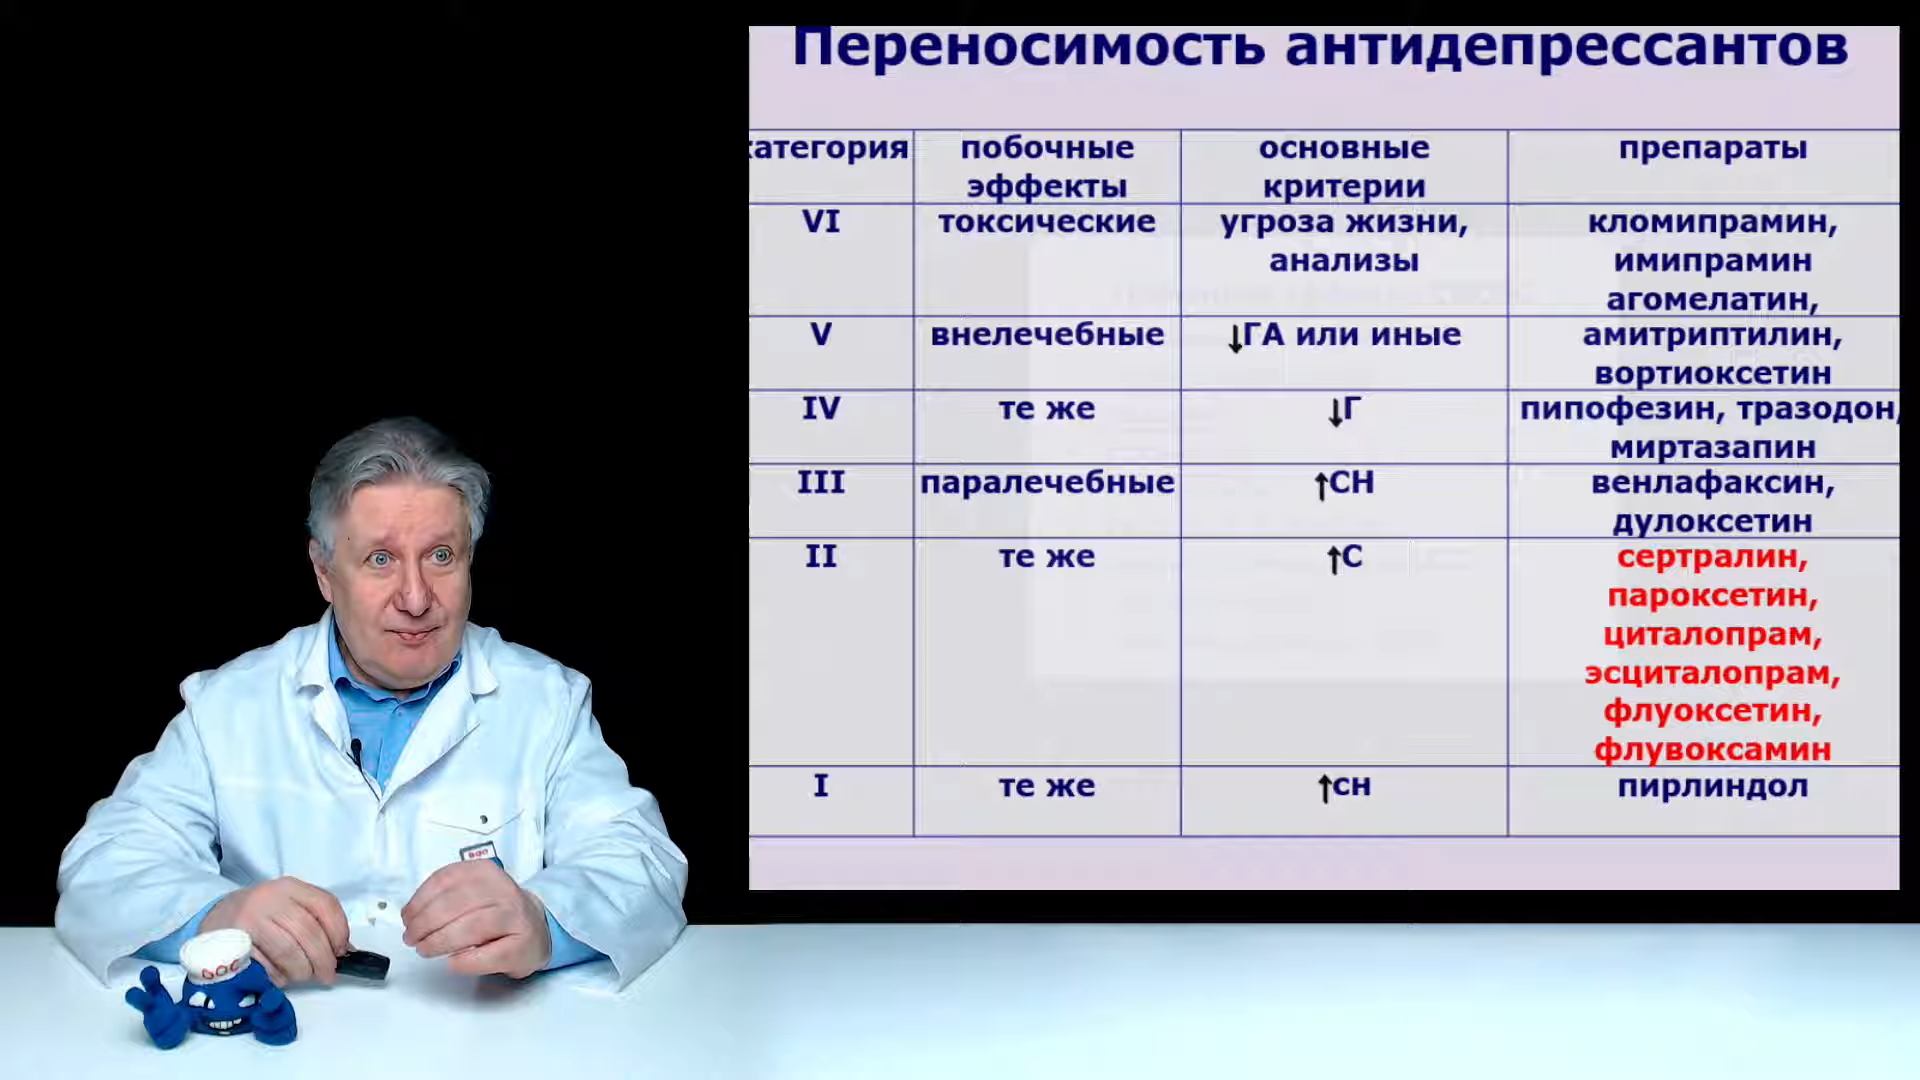 Переносимость антидепрессантов
категория
побочные
эффекты
основные
критерии
препараты
VI
токсические
угроза жизни,
анализы
кломипрамин,
имипрамин
агомелатин,
V
внелечебные
↓ГА или иные
амитриптилин,
вортиоксетин
IV
те же
↓Г
пипофезин, тразодон,
миртазапин
III
паралечебные
↑СН
венлафаксин,
дулоксетин
II
те же
↑С
сертралин,
пароксетин,
циталопрам,
эсциталопрам,
флуоксетин,
флувоксамин
I
те же
↑сн
пирлиндол
ВОС